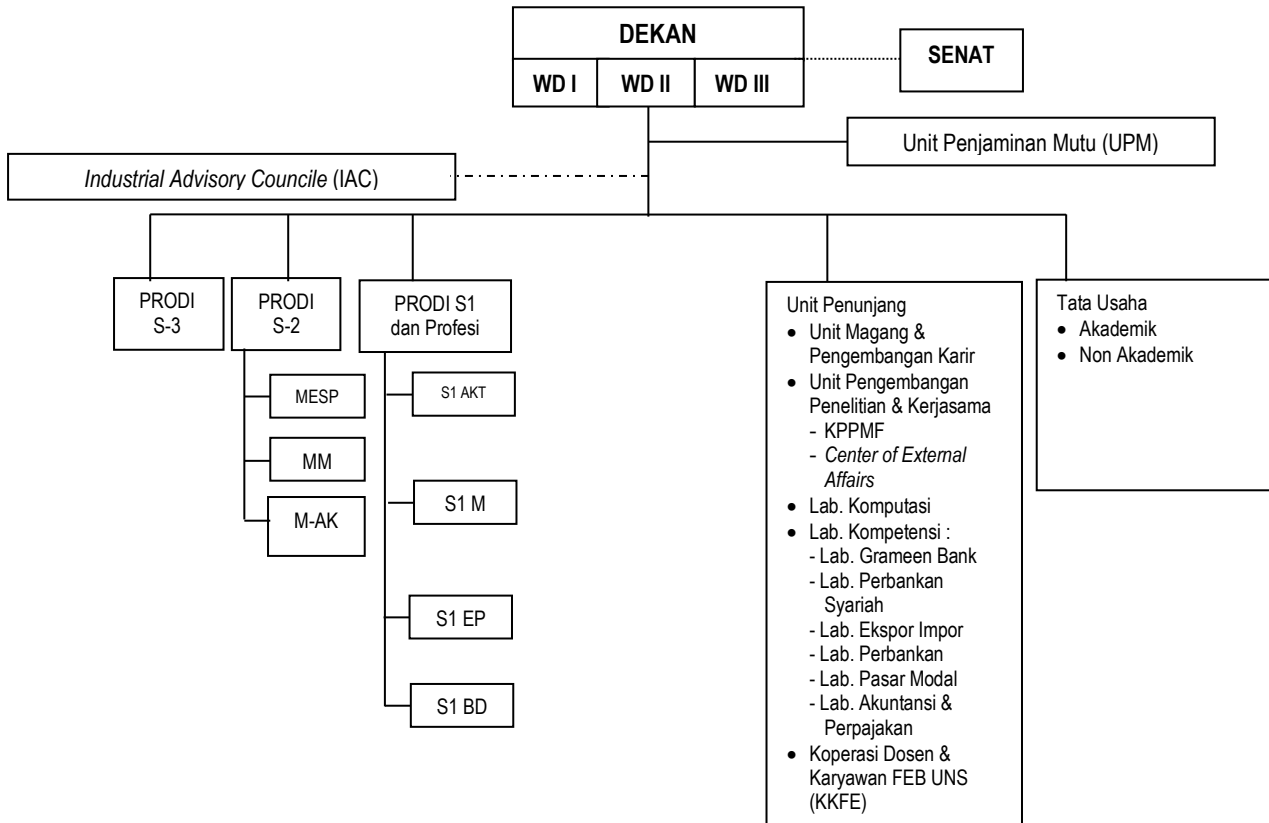 DEKAN
WD I
WD II
WD III
SENAT
Unit Penjaminan Mutu (UPM)
Industrial Advisory Councile (IAC)
PRODI
S-3
PRODI
S-2
PRODI S1
dan Profesi
MESP
MM
M-AK
S1 AKT
S1 M
S1 EP
S1 BD
Unit Penunjang
• Unit Magang &
Pengembangan Karir
• Unit Pengembangan
Penelitian & Kerjasama
- KPPMF
- Center of External
Affairs
• Lab. Komputasi
• Lab. Kompetensi :
- Lab. Grameen Bank
- Lab. Perbankan
Syariah
- Lab. Ekspor Impor
- Lab. Perbankan
- Lab. Pasar Modal
- Lab. Akuntansi &
Perpajakan
• Koperasi Dosen &
Karyawan FEB UNS
(KKFE)
Tata Usaha
• Akademik
• Non Akademik